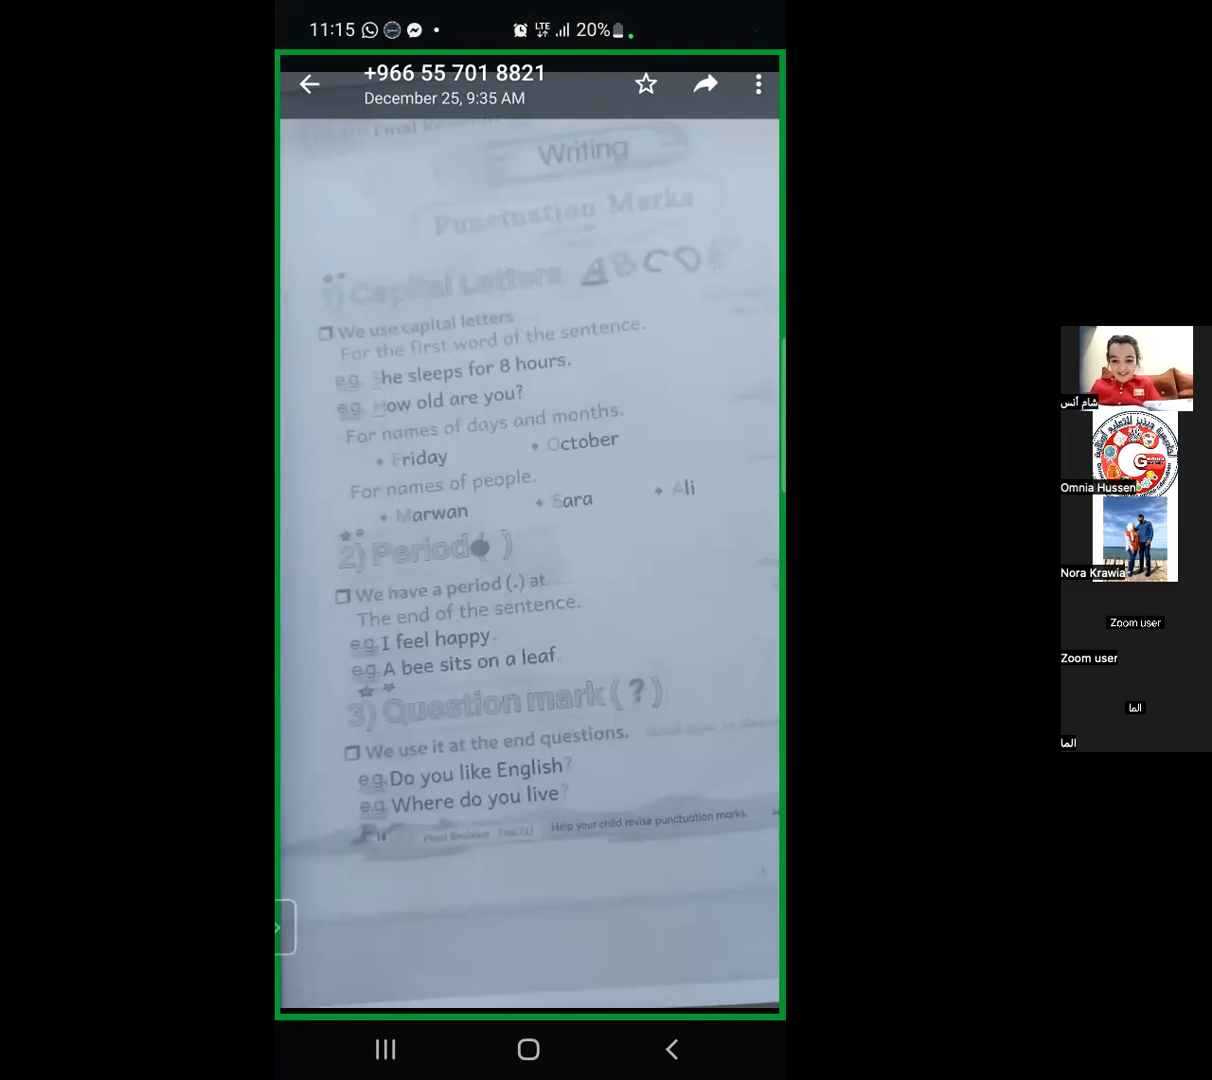 11:15
LTE
20%
+966 55 701 8821
December 25, 9:35 AM
Final
Writing
Punctuation Marks
1) Capital Letters A B C D
We use capital letters
For the first word of the sentence.
e.g. She sleeps for 8 hours.
e.g. How old are you?
For names of days and months.
Friday
October
For names of people.
Marwan
Sara
Ali
2) Period ( )
We have a period (.) at
The end of the sentence.
e.g. I feel happy.
e.g. A bee sits on a leaf
3) Question mark ( ? )
We use it at the end questions.
e.g. Do you like English?
e.g. Where do you live?
Help your child revise punctuation marks.
شام أنس
Omnia Hussen
Nora Krawia
Zoom user
Zoom user
الما
الما